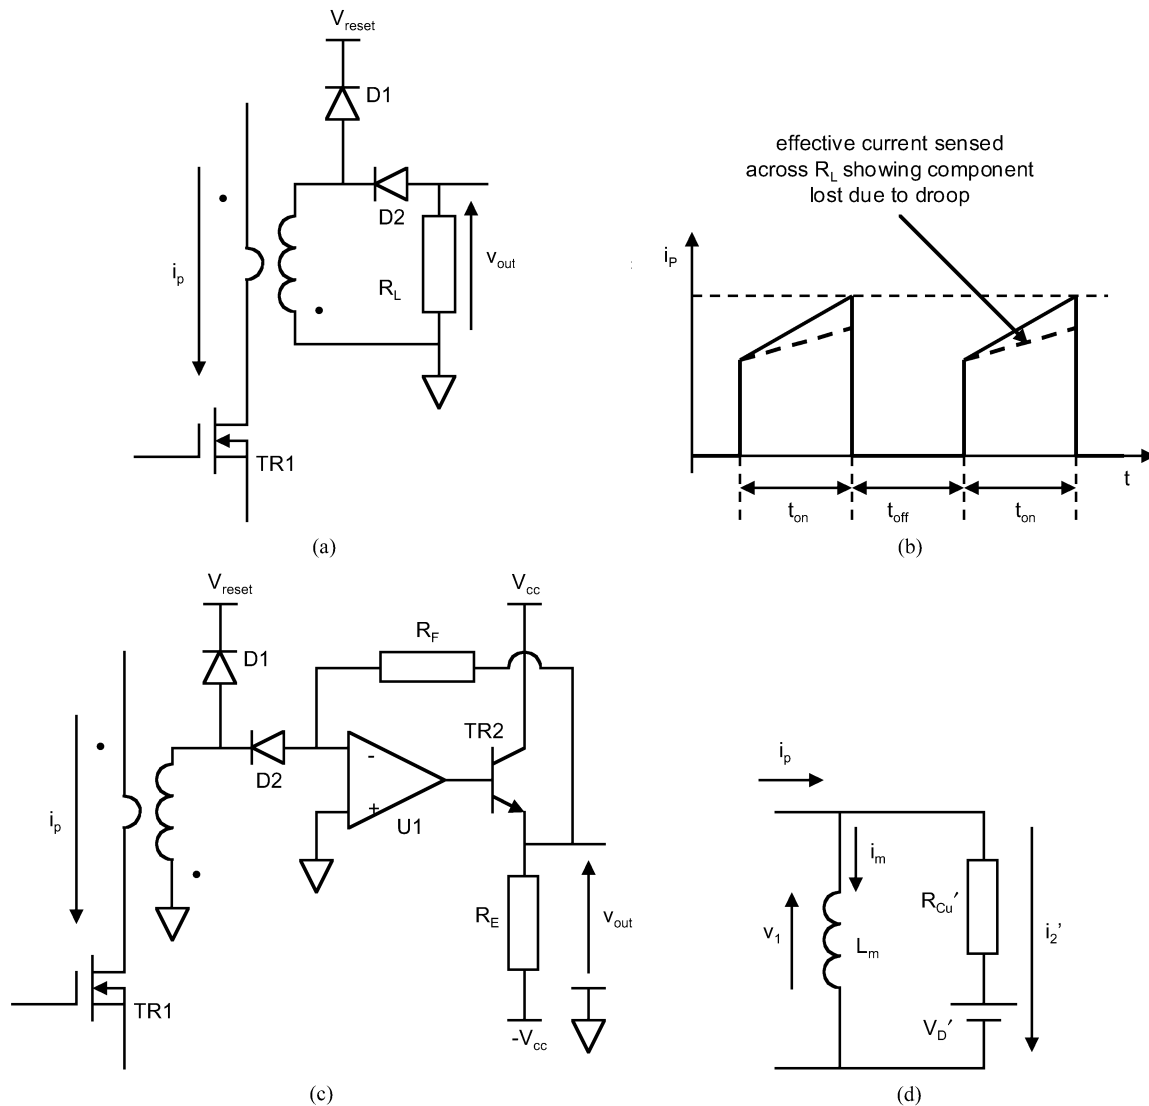 V_reset
D1
D2
i_p
R_L
v_out
TR1
(a)
effective current sensed
across R_L showing component
lost due to droop
i_P
t
t_on
t_off
t_on
(b)
V_reset
D1
D2
i_p
TR1
R_F
V_cc
TR2
-
+
U1
R_E
v_out
-V_cc
(c)
i_p
i_m
v_1
L_m
R_Cu′
V_D′
i_2'
(d)